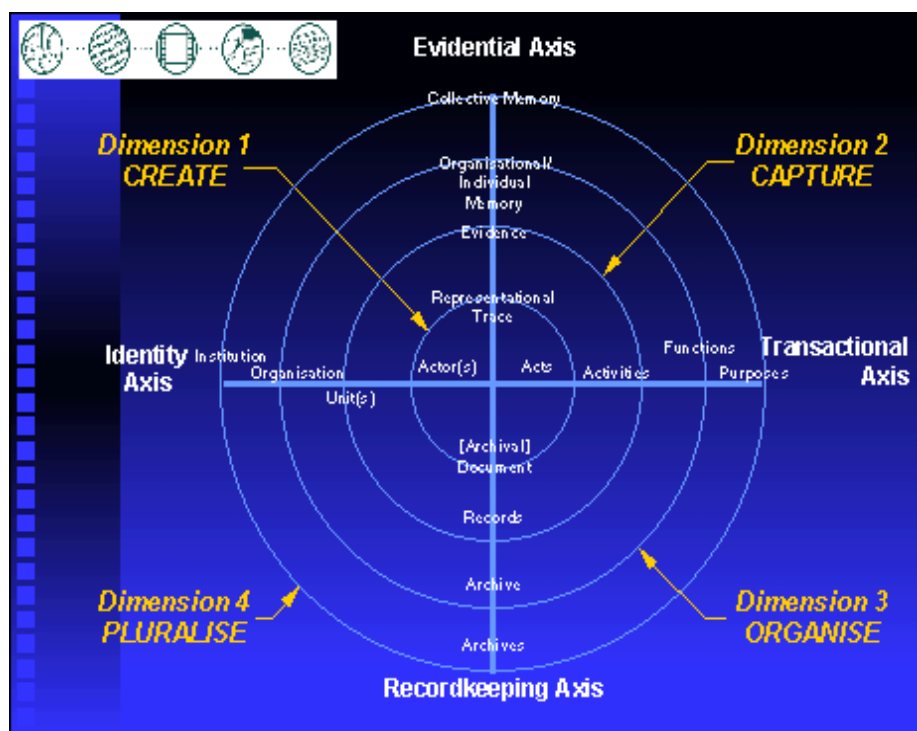 Evidential Axis
Collective Memory
Dimension 1
CREATE
Dimension 2
CAPTURE
Organisational/
Individual
Memory
Evidence
Representational
Trace
Identity
Axis
Institution
Organisation
Unit(s)
Actor(s)
Acts
Activities
Functions
Purposes
Transactional
Axis
[Archival]
Document
Records
Archive
Archives
Dimension 4
PLURALISE
Dimension 3
ORGANISE
Recordkeeping Axis